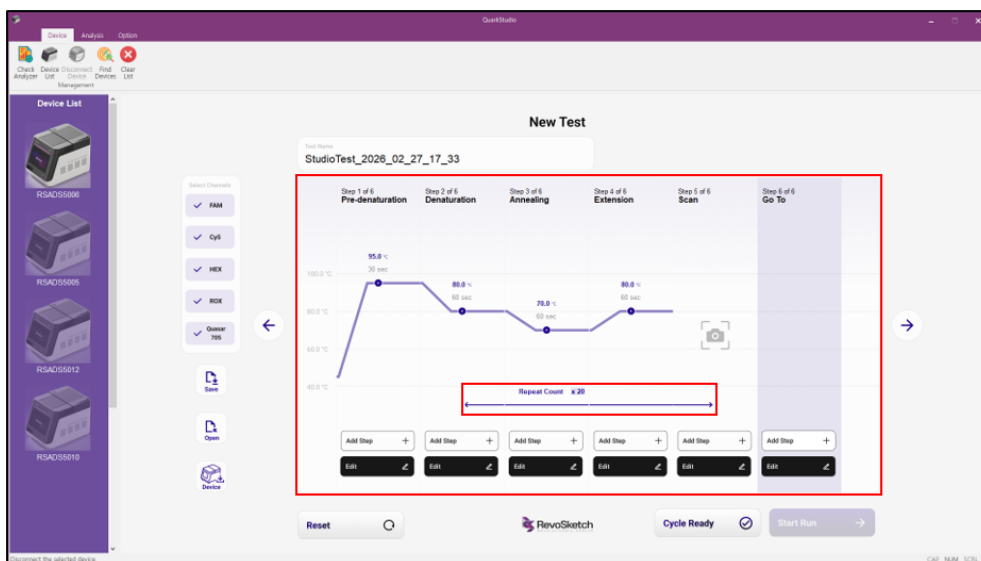 QuarkStudio
Device Analysis Option
Check Analyzer
Device List
Disconnect Device
Find Devices
Clear List
Management
Device List
RSADS5006
RSADS5005
RSADS5012
RSADS5010
New Test
Test Name
StudioTest_2026_02_27_17_33
Select Channels
FAM
Cy5
HEX
ROX
Quasar 705
Save
Open
Device
Step 1 of 6
Pre-denaturation
Step 2 of 6
Denaturation
Step 3 of 6
Annealing
Step 4 of 6
Extension
Step 5 of 6
Scan
Step 6 of 6
Go To
100.0 °C
80.0 °C
60.0 °C
40.0 °C
95.0 °C
30 sec
80.0 °C
60 sec
70.0 °C
60 sec
80.0 °C
60 sec
Repeat Count x 20
Add Step + Add Step + Add Step + Add Step + Add Step + Add Step +
Edit Edit Edit Edit Edit Edit
Reset
RevoSketch
Cycle Ready
Start Run
Disconnect the selected device
CAP NUM SCRL